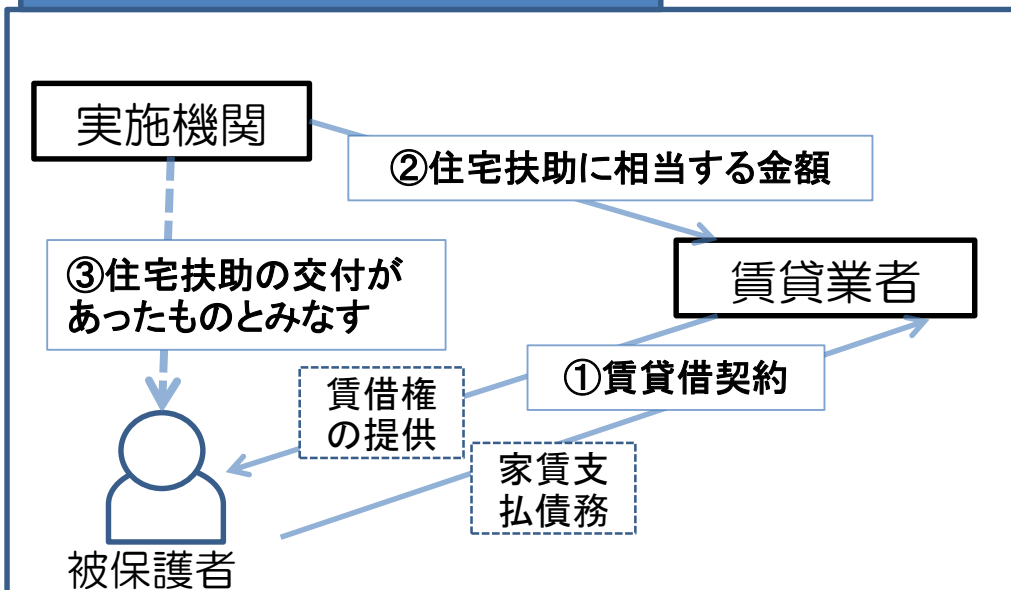 実施機関
②住宅扶助に相当する金額
③住宅扶助の交付が
あったものとみなす
賃貸業者
①賃貸借契約
賃借権
の提供
家賃支
払債務
被保護者